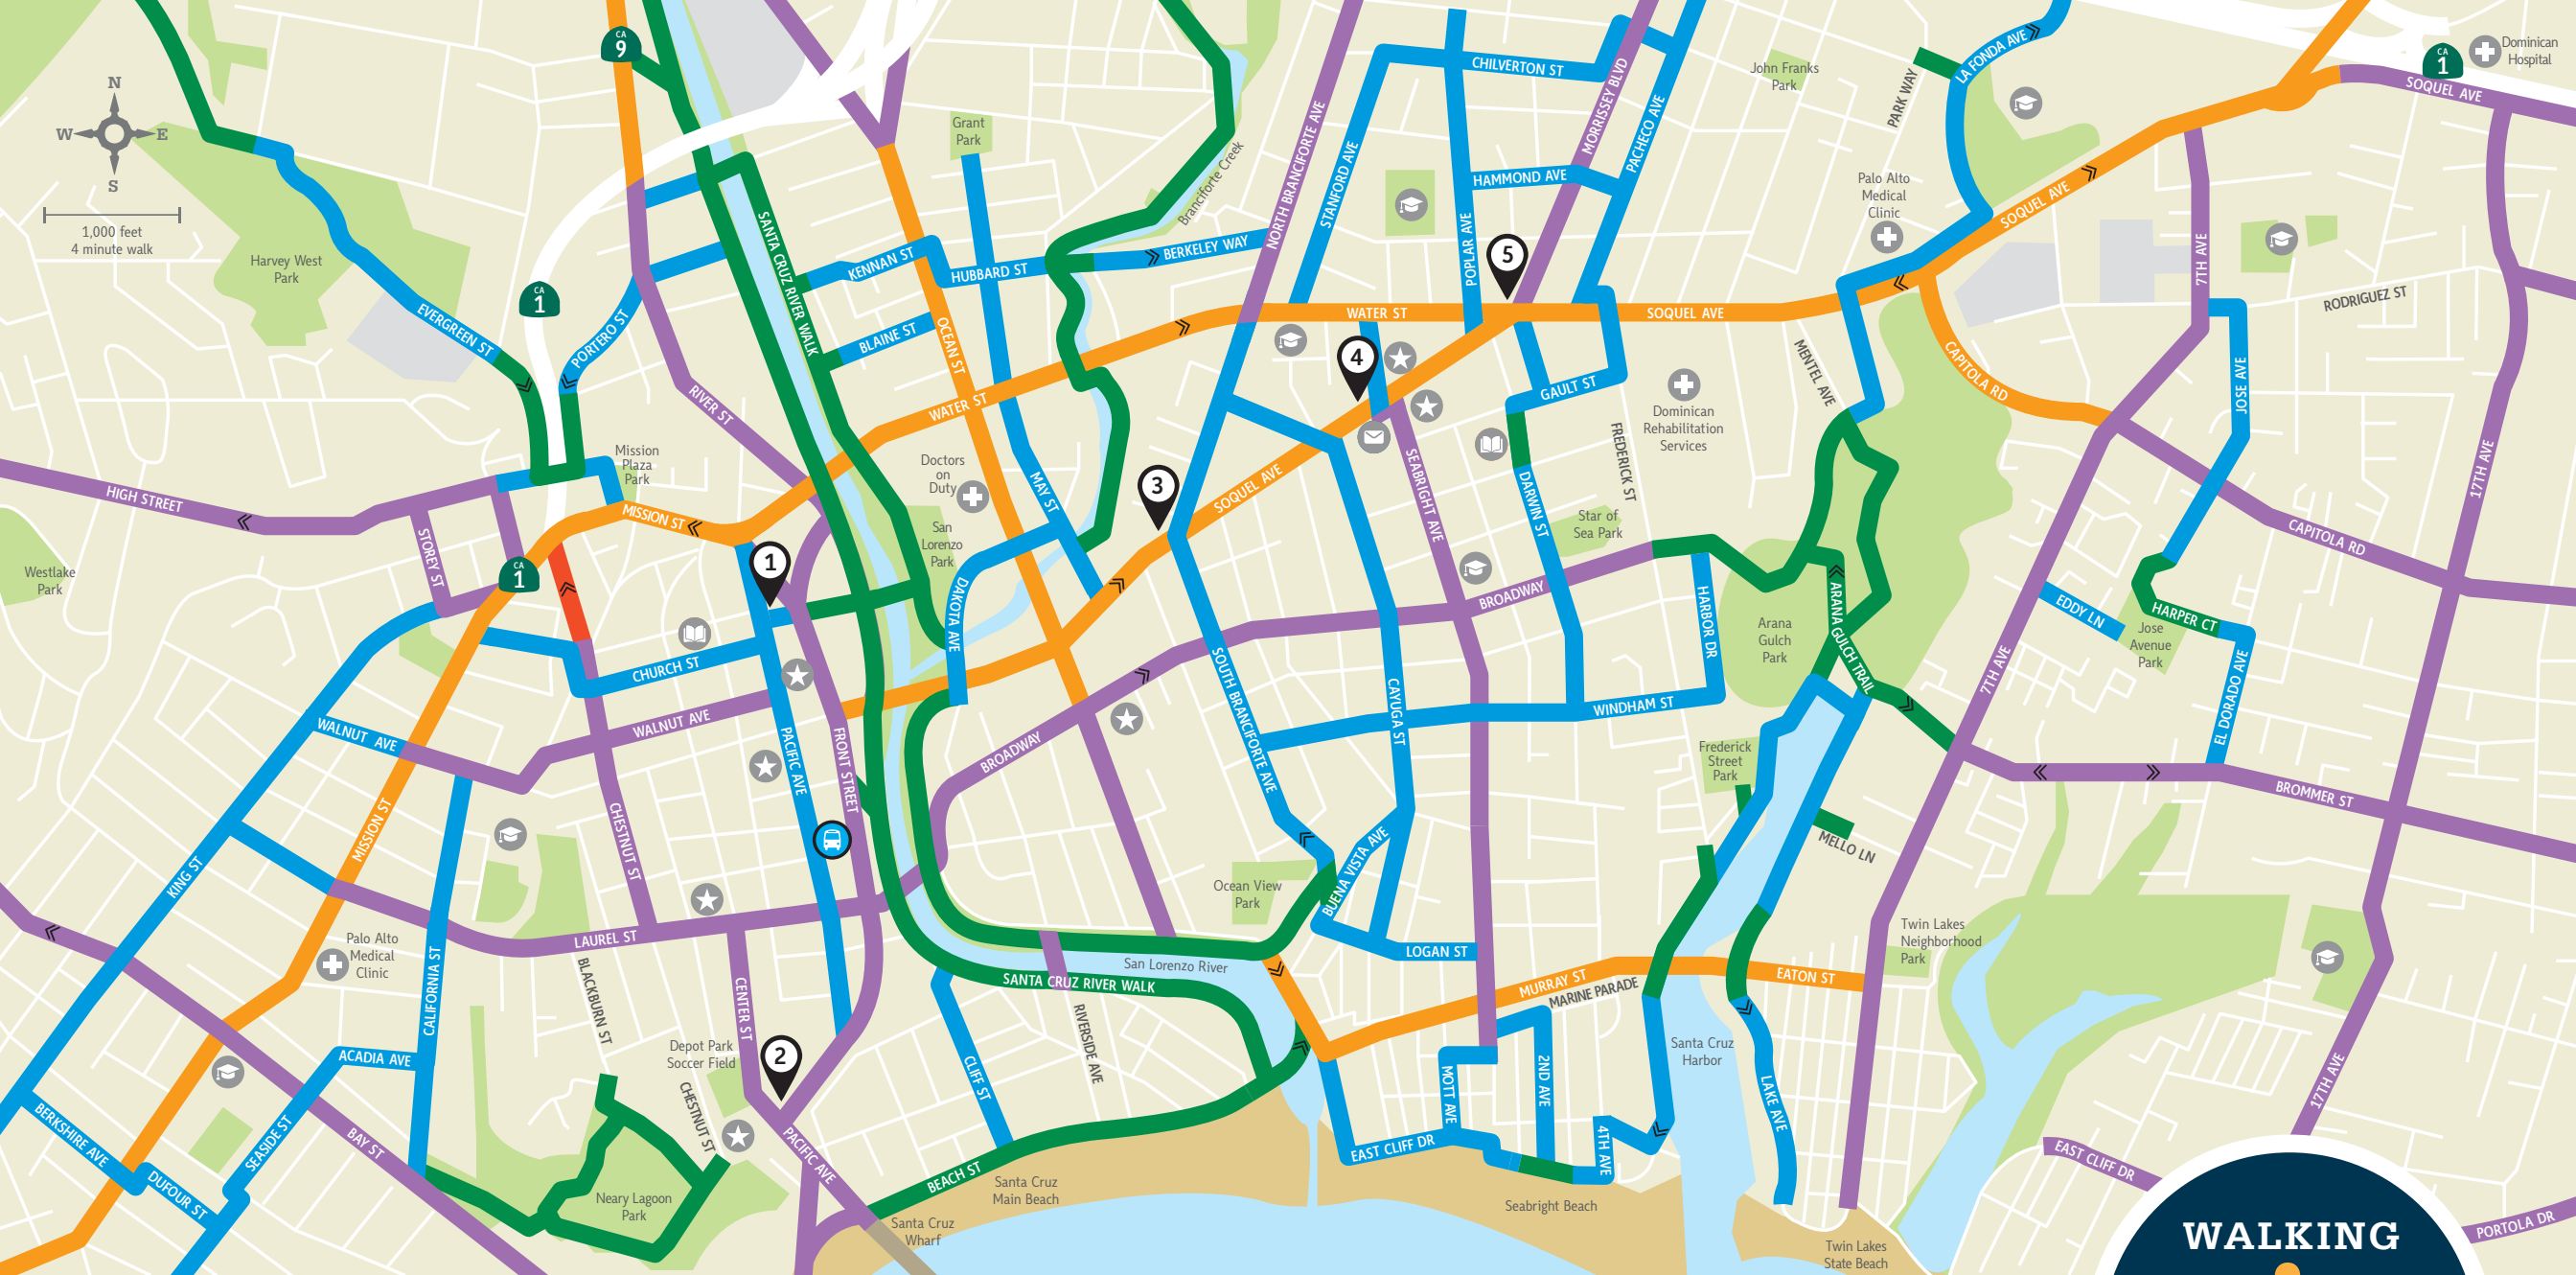 CA
9
CA
1
Dominican
Hospital
SOQUEL AVE
N
W
E
S
1,000 feet
4 minute walk
Harvey West
Park
Grant
Park
Branciforte Creek
CHILVERTON ST
MORRISSEY BLVD
PACHECO AVE
John Franks
Park
PARK WAY
LA FONDA AVE
NORTH BRANCIFORTE AVE
STANFORD AVE
HAMMOND AVE
POPLAR AVE
Palo Alto
Medical
Clinic
SOQUEL AVE
7TH AVE
RODRIGUEZ ST
SANTA CRUZ RIVER WALK
KENNAN ST
HUBBARD ST
BERKELEY WAY
5
CA
1
EVERGREEN ST
PORTERO ST
BLAINE ST
OCEAN ST
WATER ST
SOQUEL AVE
MENTEL AVE
CAPITOLA RD
JOSE AVE
4
RIVER ST
WATER ST
GAULT ST
Dominican
Rehabilitation
Services
FREDERICK ST
Mission
Plaza
Park
Doctors
on
Duty
MAY ST
3
SOQUEL AVE
SEABRIGHT AVE
DARWIN ST
Star of
Sea Park
17TH AVE
CAPITOLA RD
HIGH STREET
STOREY ST
MISSION ST
San
Lorenzo
Park
Westlake
Park
CA
1
1
DAKOTA AVE
BROADWAY
HARBOR DR
Arana
Gulch
Park
ARANA GULCH TRAIL
EDDY LN
HARPER CT
Jose
Avenue
Park
CHURCH ST
WALNUT AVE
WALNUT AVE
PACIFIC AVE
FRONT STREET
BROADWAY
SOUTH BRANCIFORTE AVE
CAYUGA ST
WINDHAM ST
7TH AVE
EL DORADO AVE
Frederick
Street
Park
BROMMER ST
MISSION ST
CHESTNUT ST
KING ST
MELLO LN
BUENA VISTA AVE
Ocean View
Park
LAUREL ST
Palo Alto
Medical
Clinic
CALIFORNIA ST
BLACKBURN ST
CENTER ST
San Lorenzo River
SANTA CRUZ RIVER WALK
LOGAN ST
MURRAY ST
MARINE PARADE
EATON ST
Twin Lakes
Neighborhood
Park
RIVERSIDE AVE
CLIFF ST
ACADIA AVE
Depot Park
Soccer Field
2
CHESTNUT ST
Santa Cruz
Harbor
MOTT AVE
2ND AVE
4TH AVE
LAKE AVE
17TH AVE
BERKSHIRE AVE
DUFOUR ST
SEASIDE ST
BAY ST
PACIFIC AVE
BEACH ST
EAST CLIFF DR
EAST CLIFF DR
Neary Lagoon
Park
Santa Cruz
Main Beach
Seabright Beach
Santa Cruz
Wharf
Twin Lakes
State Beach
PORTOLA DR
WALKING